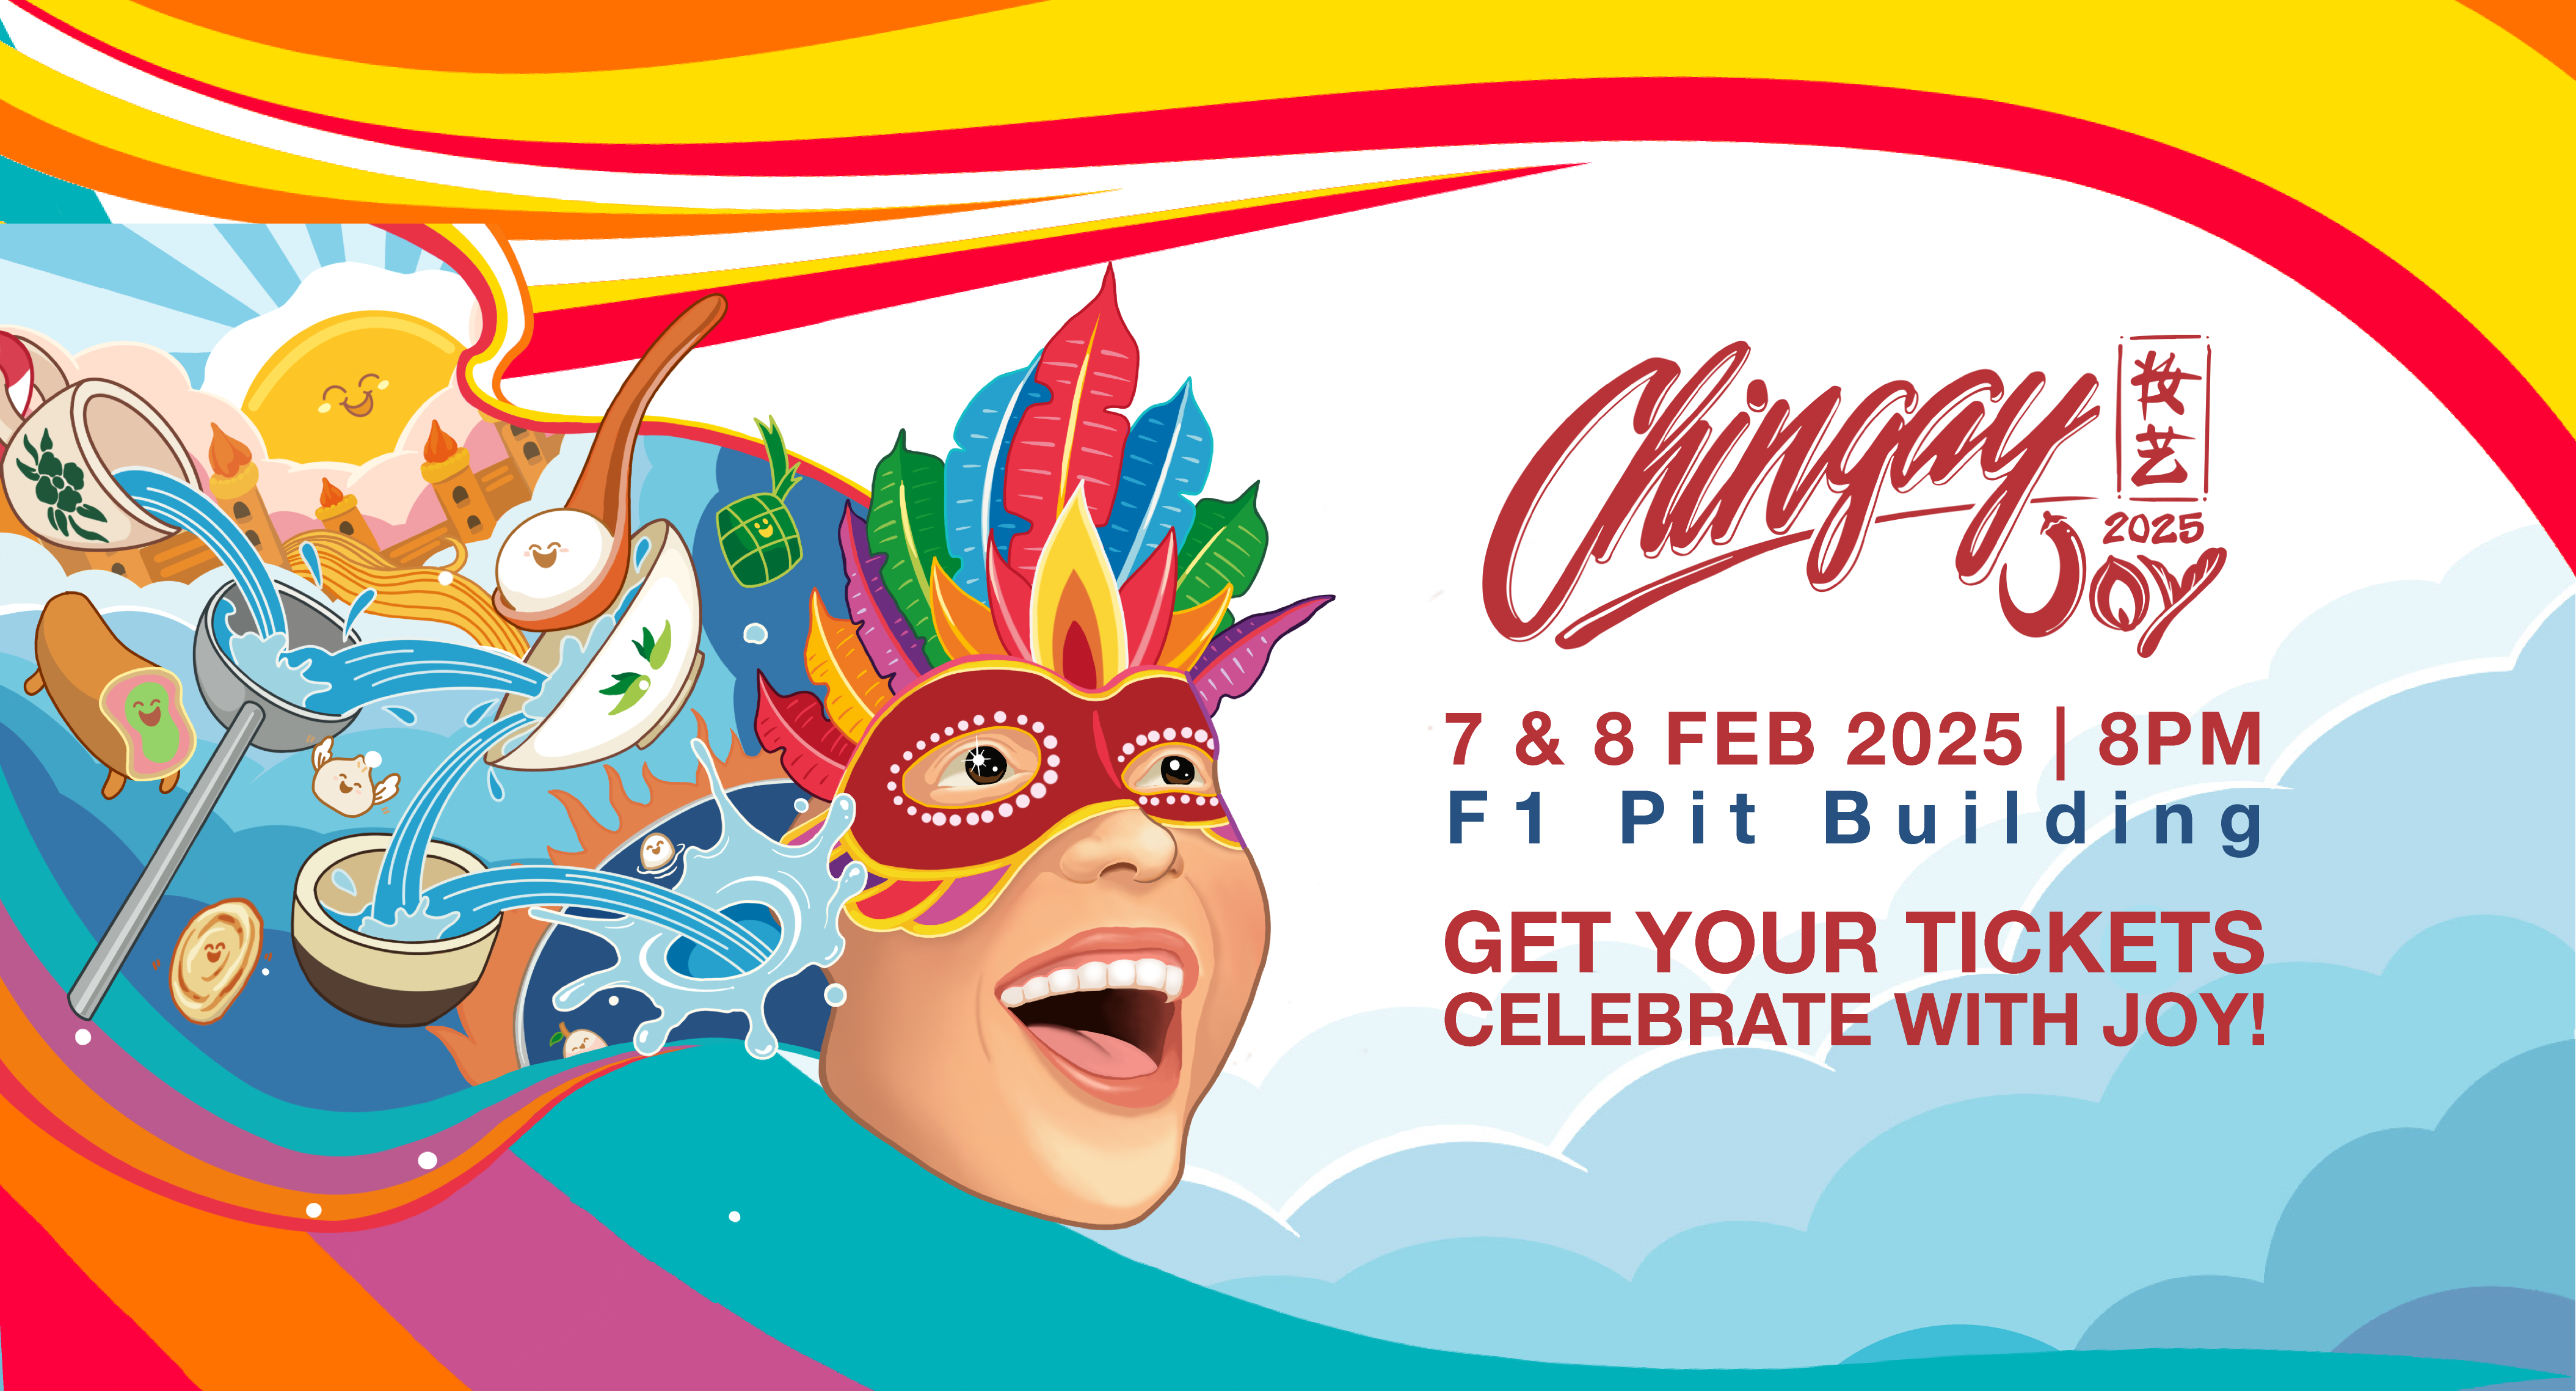 Chingay
妆艺
2025
JOY
7 & 8 FEB 2025 | 8PM
F1 Pit Building
GET YOUR TICKETS
CELEBRATE WITH JOY!